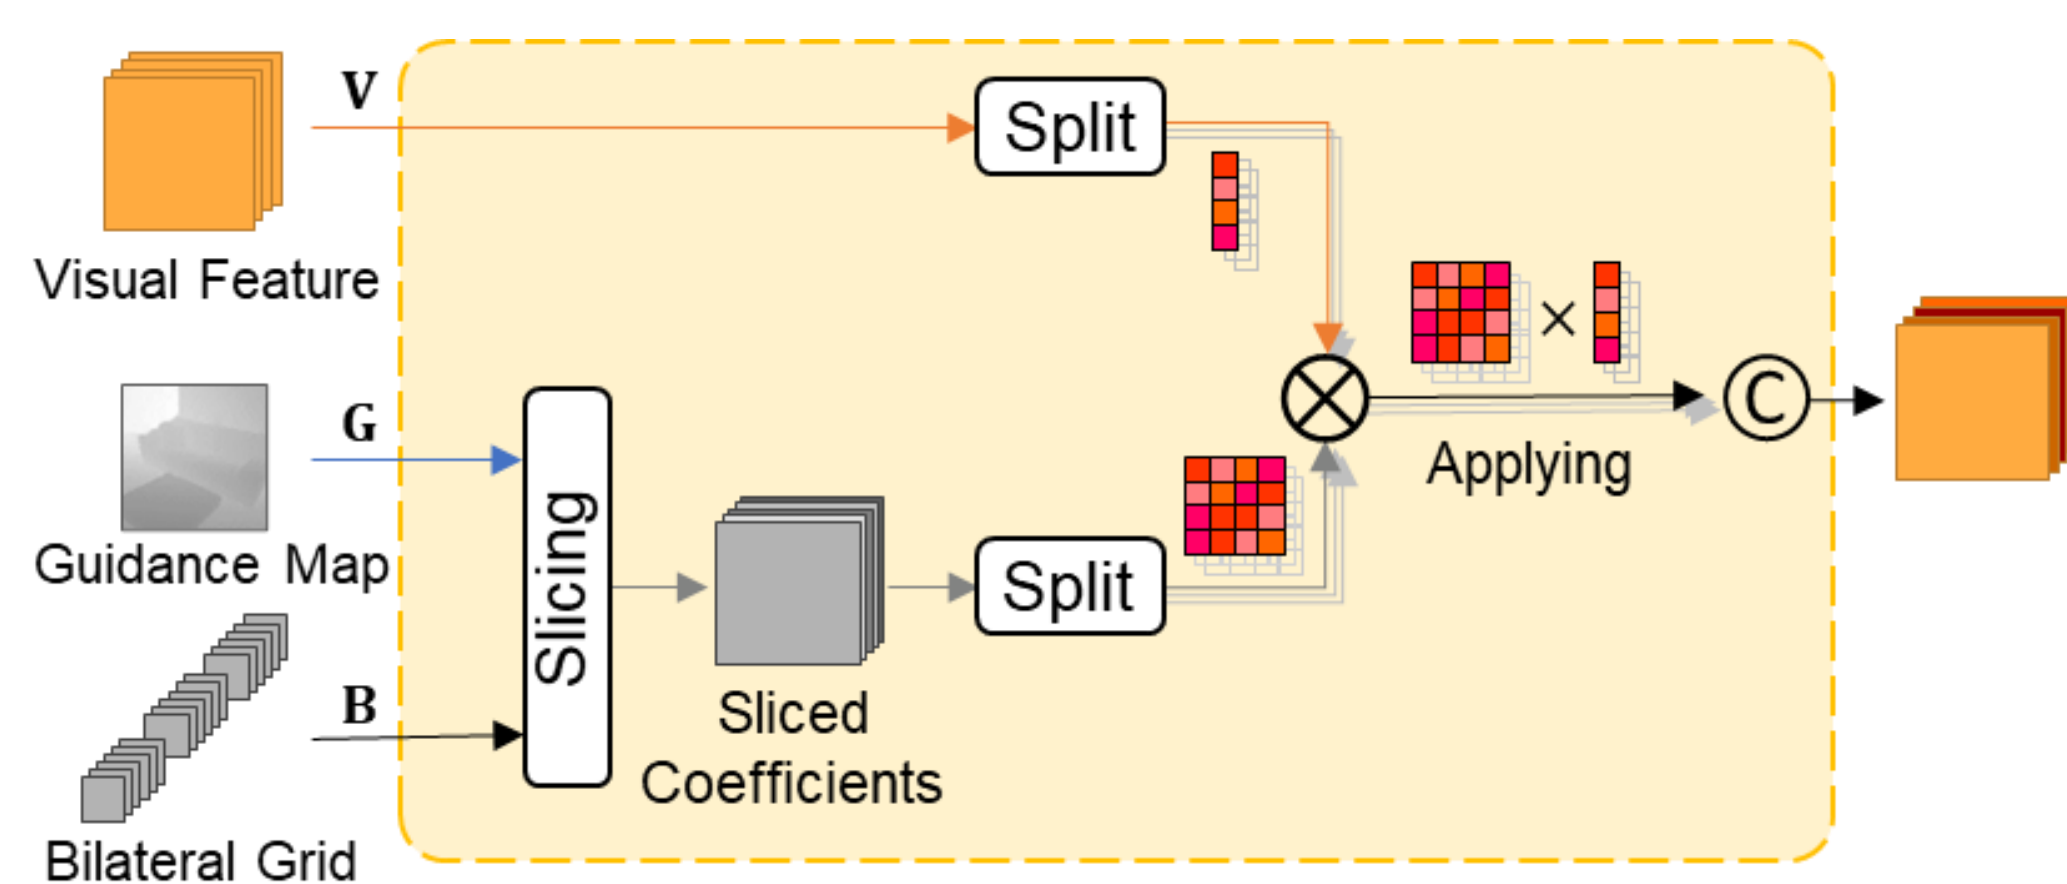 V
Split
Visual Feature
×
G
C
Applying
Guidance Map
Slicing
Split
B
Sliced
Coefficients
Bilateral Grid